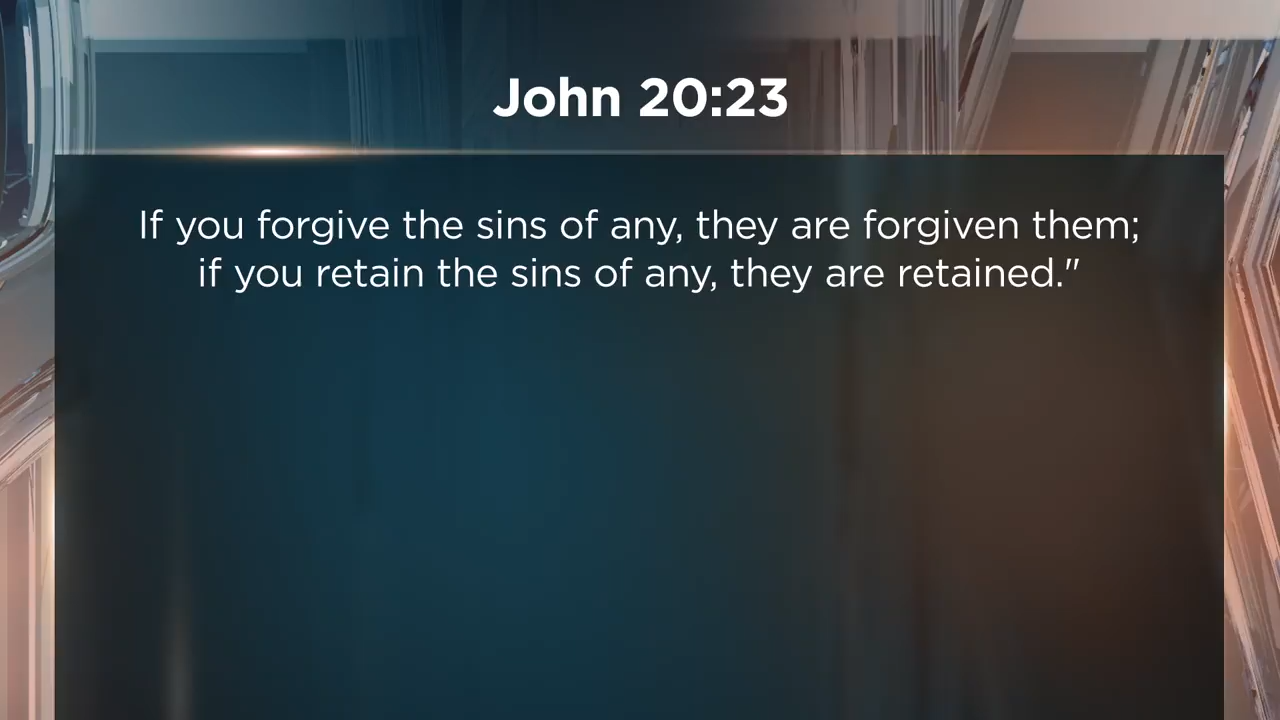 John 20:23
If you forgive the sins of any, they are forgiven them;
if you retain the sins of any, they are retained."